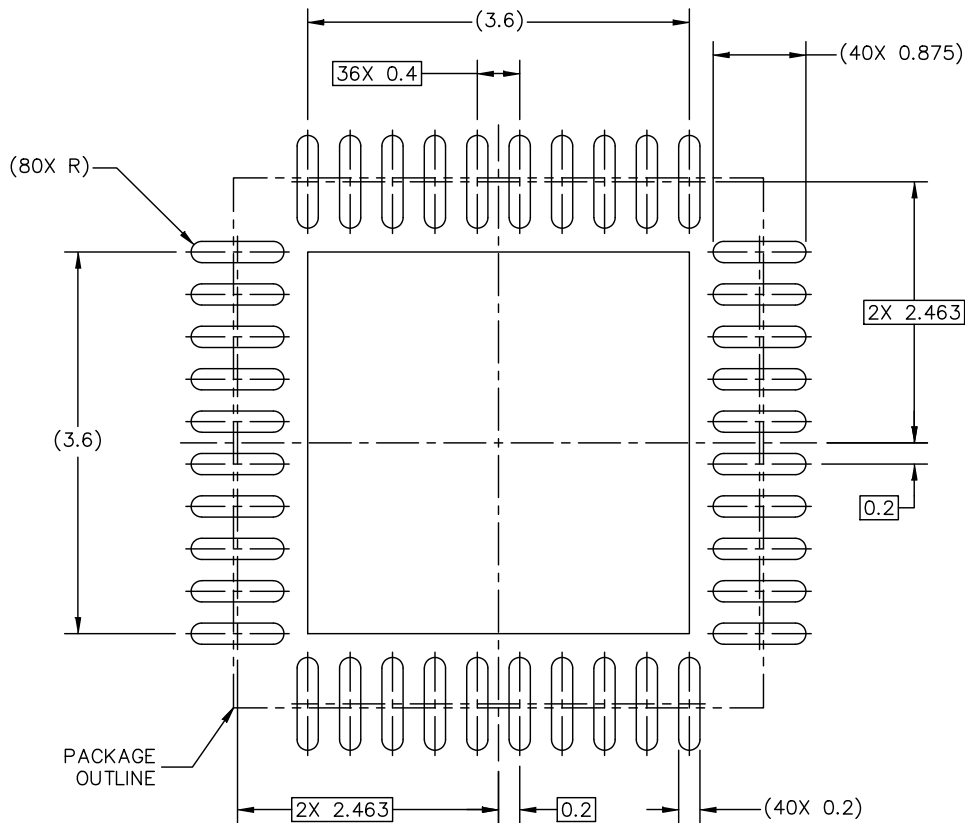 (3.6)
36X 0.4
(40X 0.875)
(80X R)
2X 2.463
(3.6)
0.2
PACKAGE
OUTLINE
2X 2.463
0.2
(40X 0.2)